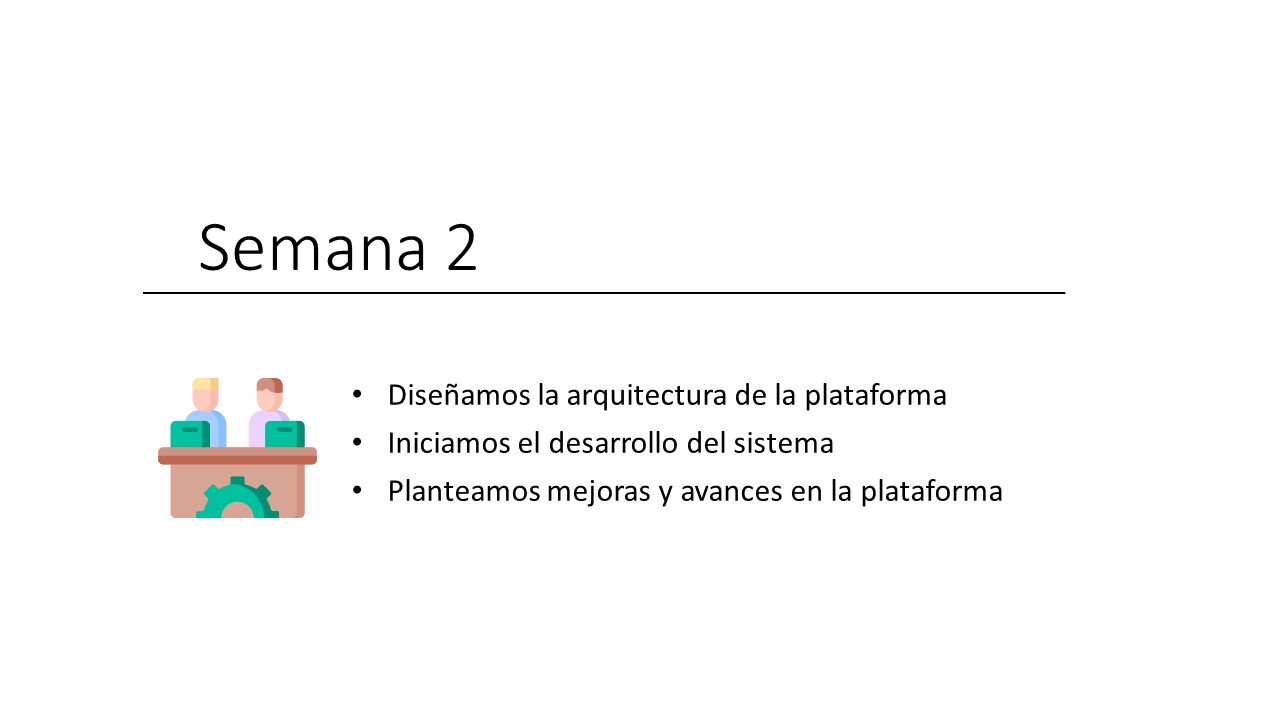 Semana 2
• Diseñamos la arquitectura de la plataforma
• Iniciamos el desarrollo del sistema
• Planteamos mejoras y avances en la plataforma